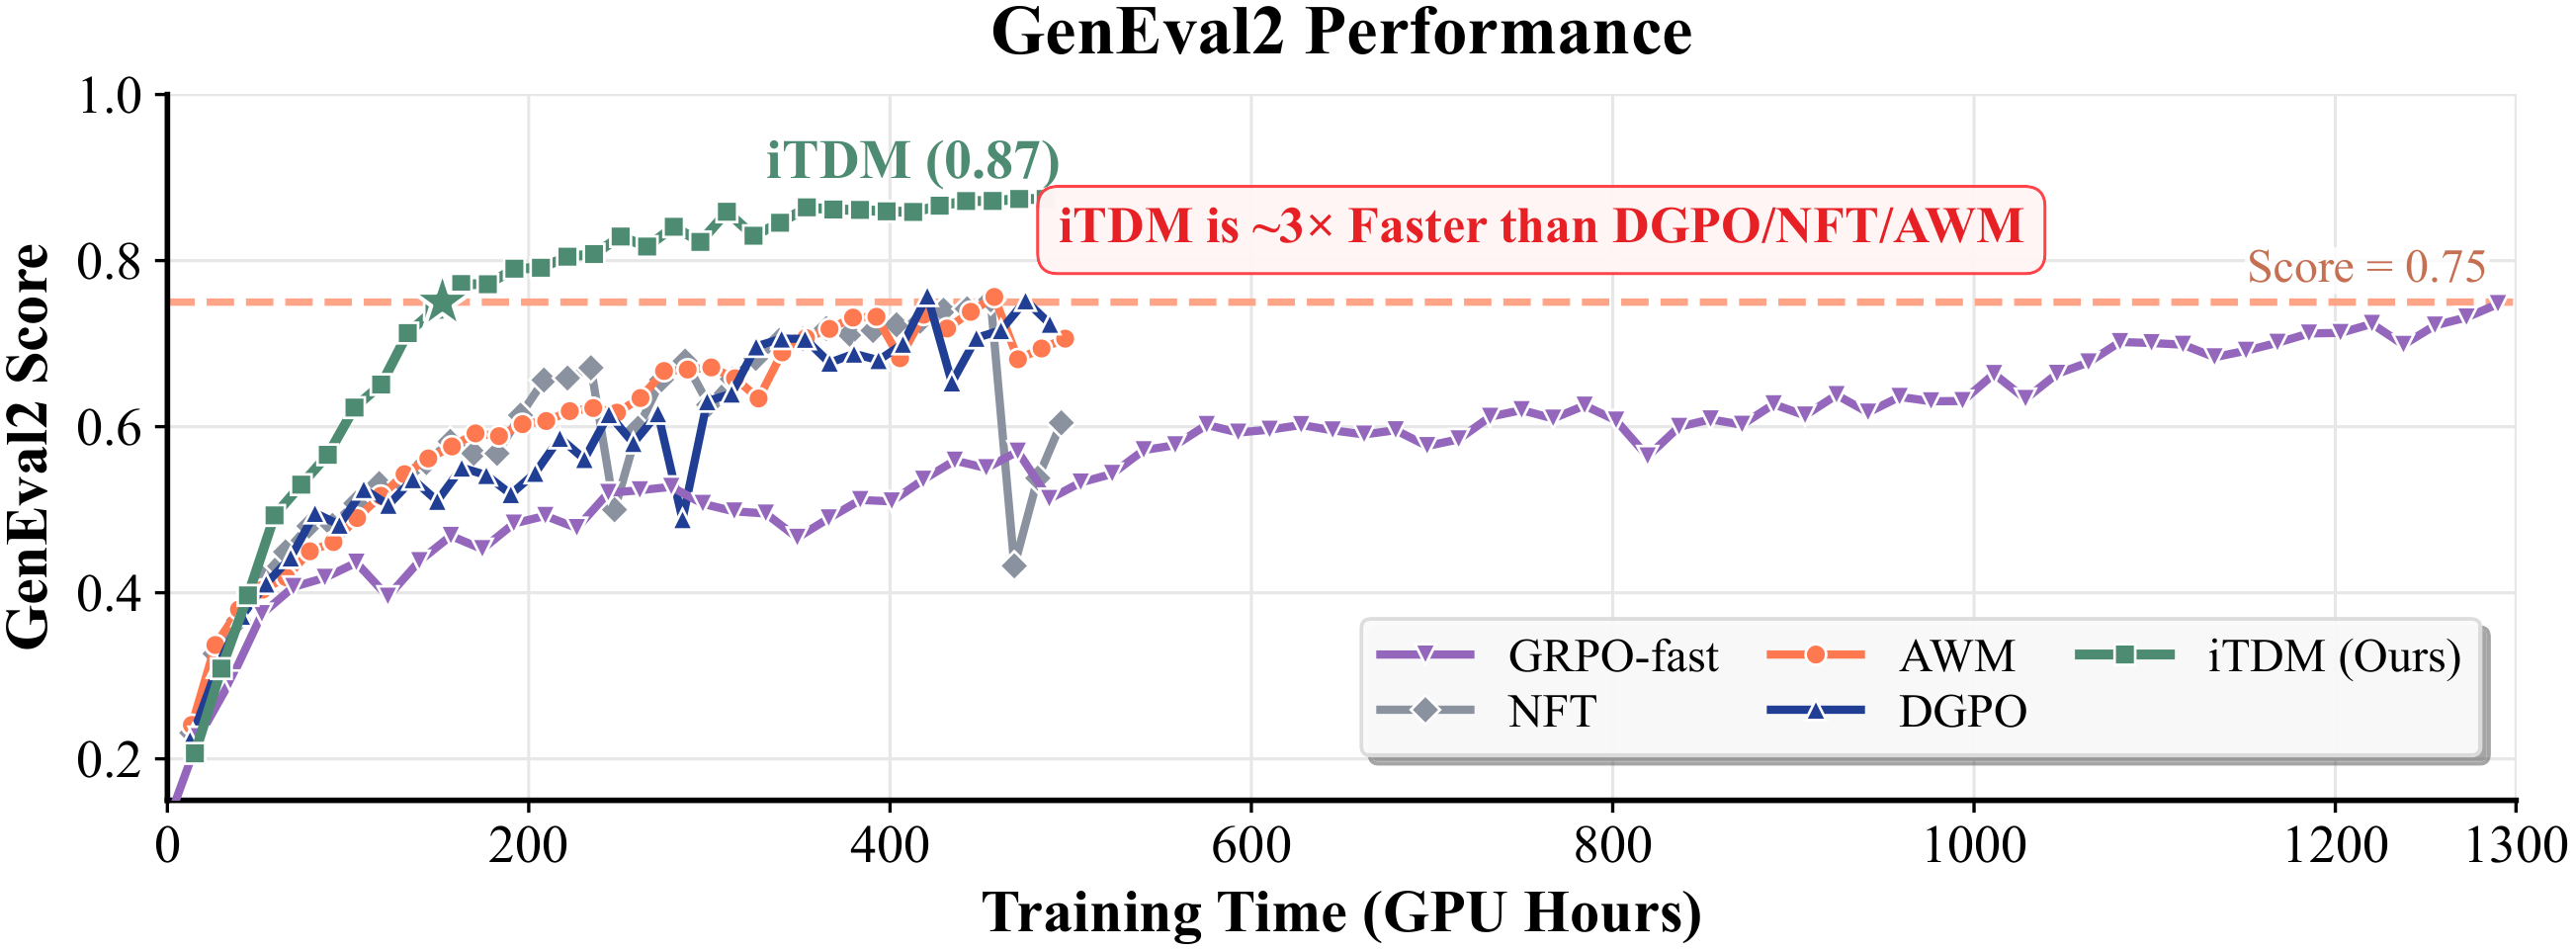 GenEval2 Performance
GenEval2 Score
1.0
0.8
0.6
0.4
0.2
iTDM (0.87)
iTDM is ~3× Faster than DGPO/NFT/AWM
Score = 0.75
GRPO-fast
AWM
iTDM (Ours)
NFT
DGPO
0
200
400
600
800
1000
1200
1300
Training Time (GPU Hours)